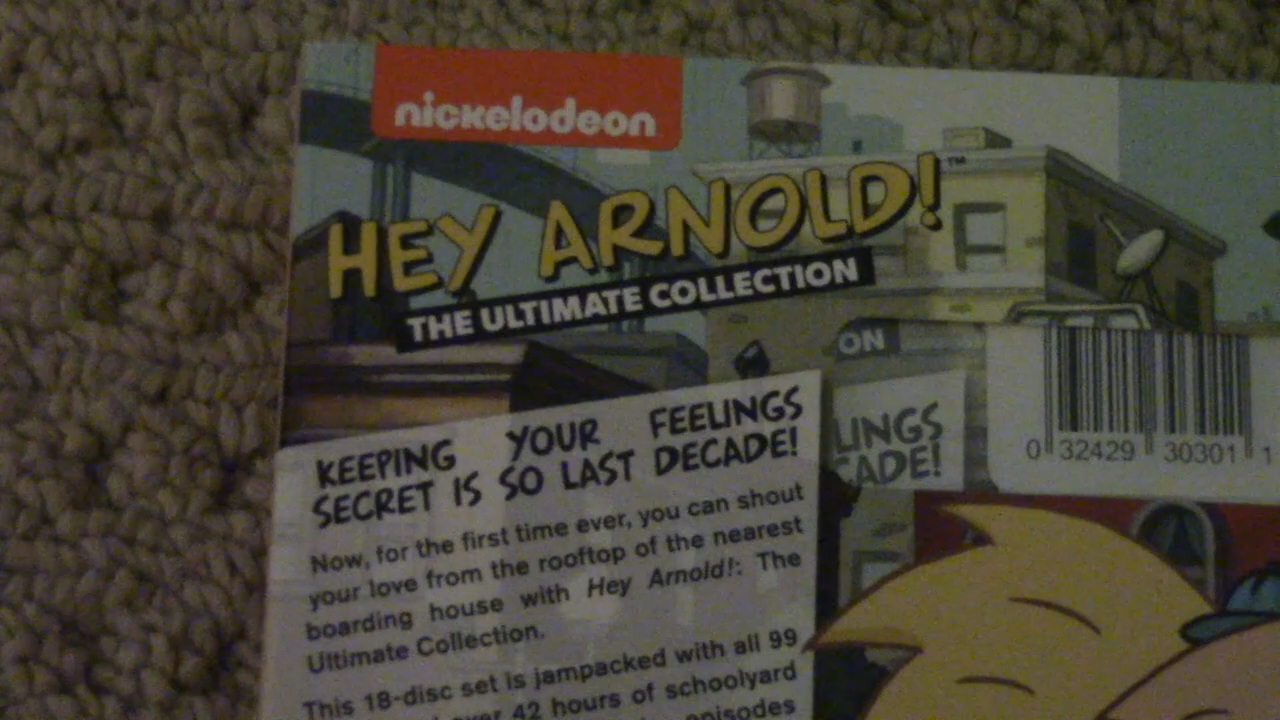 nickelodeon
HEY ARNOLD!™
THE ULTIMATE COLLECTION
ON
LINGS
CADE!
0 32429 30301 1
KEEPING YOUR FEELINGS
SECRET IS SO LAST DECADE!
Now, for the first time ever, you can shout
your love from the rooftop of the nearest
boarding house with Hey Arnold!: The
Ultimate Collection.
This 18-disc set is jampacked with all 99
over 42 hours of schoolyard
episodes